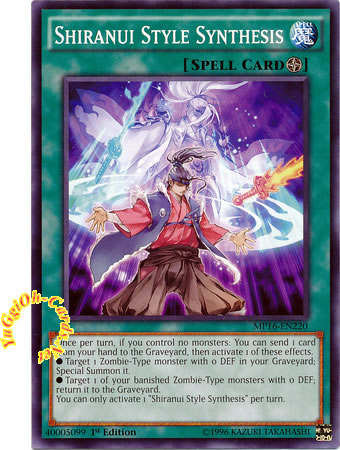 SHIRANUI STYLE SYNTHESIS
魔
[SPELL CARD]
MP16-EN220
Once per turn, if you control no monsters: You can send 1 card
from your hand to the Graveyard, then activate 1 of these effects.
● Target 1 Zombie-Type monster with 0 DEF in your Graveyard;
Special Summon it.
● Target 1 of your banished Zombie-Type monsters with 0 DEF;
return it to the Graveyard.
You can only activate 1 "Shiranui Style Synthesis" per turn.
40005099
1st Edition
©1996 KAZUKI TAKAHASHI